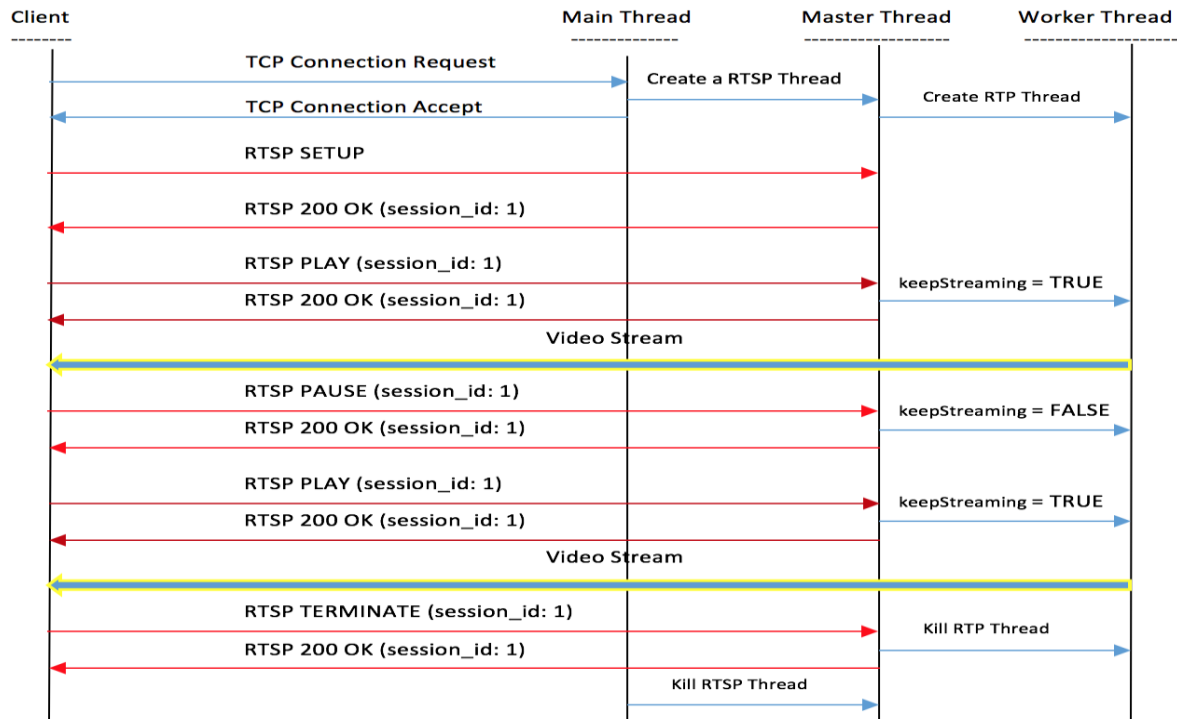 Client
Main Thread
Master Thread
Worker Thread
--------
--------------
-------------------
--------------------
TCP Connection Request
Create a RTSP Thread
Create RTP Thread
TCP Connection Accept
RTSP SETUP
RTSP 200 OK (session_id: 1)
RTSP PLAY (session_id: 1)
keepStreaming = TRUE
RTSP 200 OK (session_id: 1)
Video Stream
RTSP PAUSE (session_id: 1)
keepStreaming = FALSE
RTSP 200 OK (session_id: 1)
RTSP PLAY (session_id: 1)
keepStreaming = TRUE
RTSP 200 OK (session_id: 1)
Video Stream
RTSP TERMINATE (session_id: 1)
Kill RTP Thread
RTSP 200 OK (session_id: 1)
Kill RTSP Thread